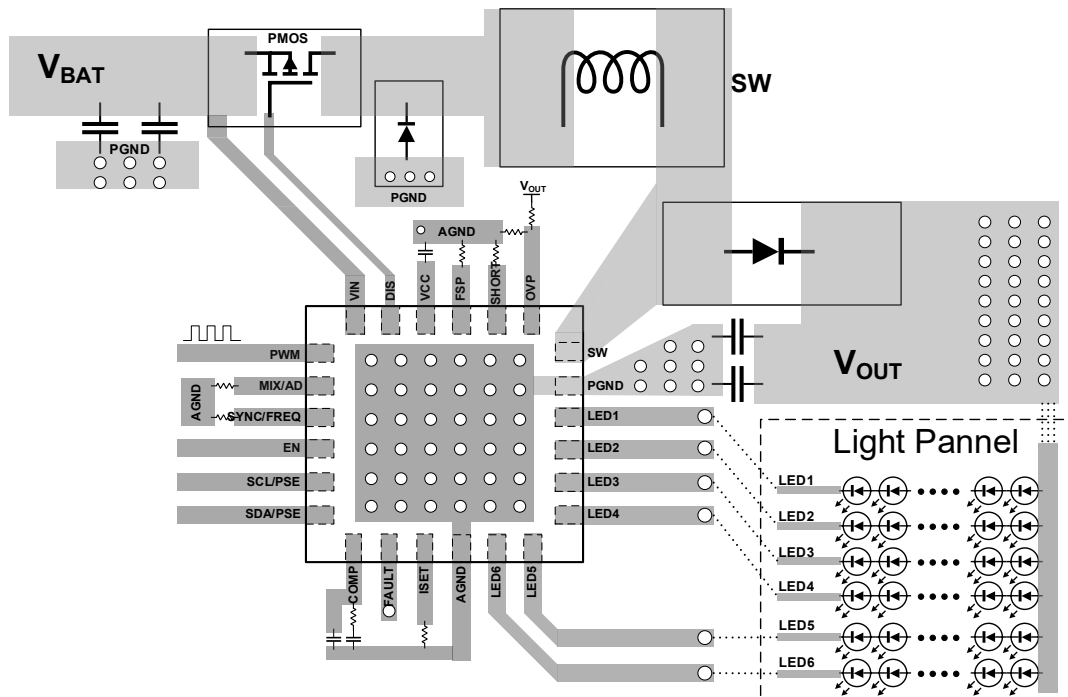 PMOS
VBAT
SW
PGND
PGND
VOUT
AGND
VIN
DIS
VCC
FSP
SHORT
OVP
PWM
MIX/AD
AGND
SYNC/FREQ
EN
SCL/PSE
SDA/PSE
SW
PGND
LED1
LED2
LED3
LED4
VOUT
COMP
FAULT
ISET
AGND
LED6
LED5
Light Pannel
LED1
LED2
LED3
LED4
LED5
LED6